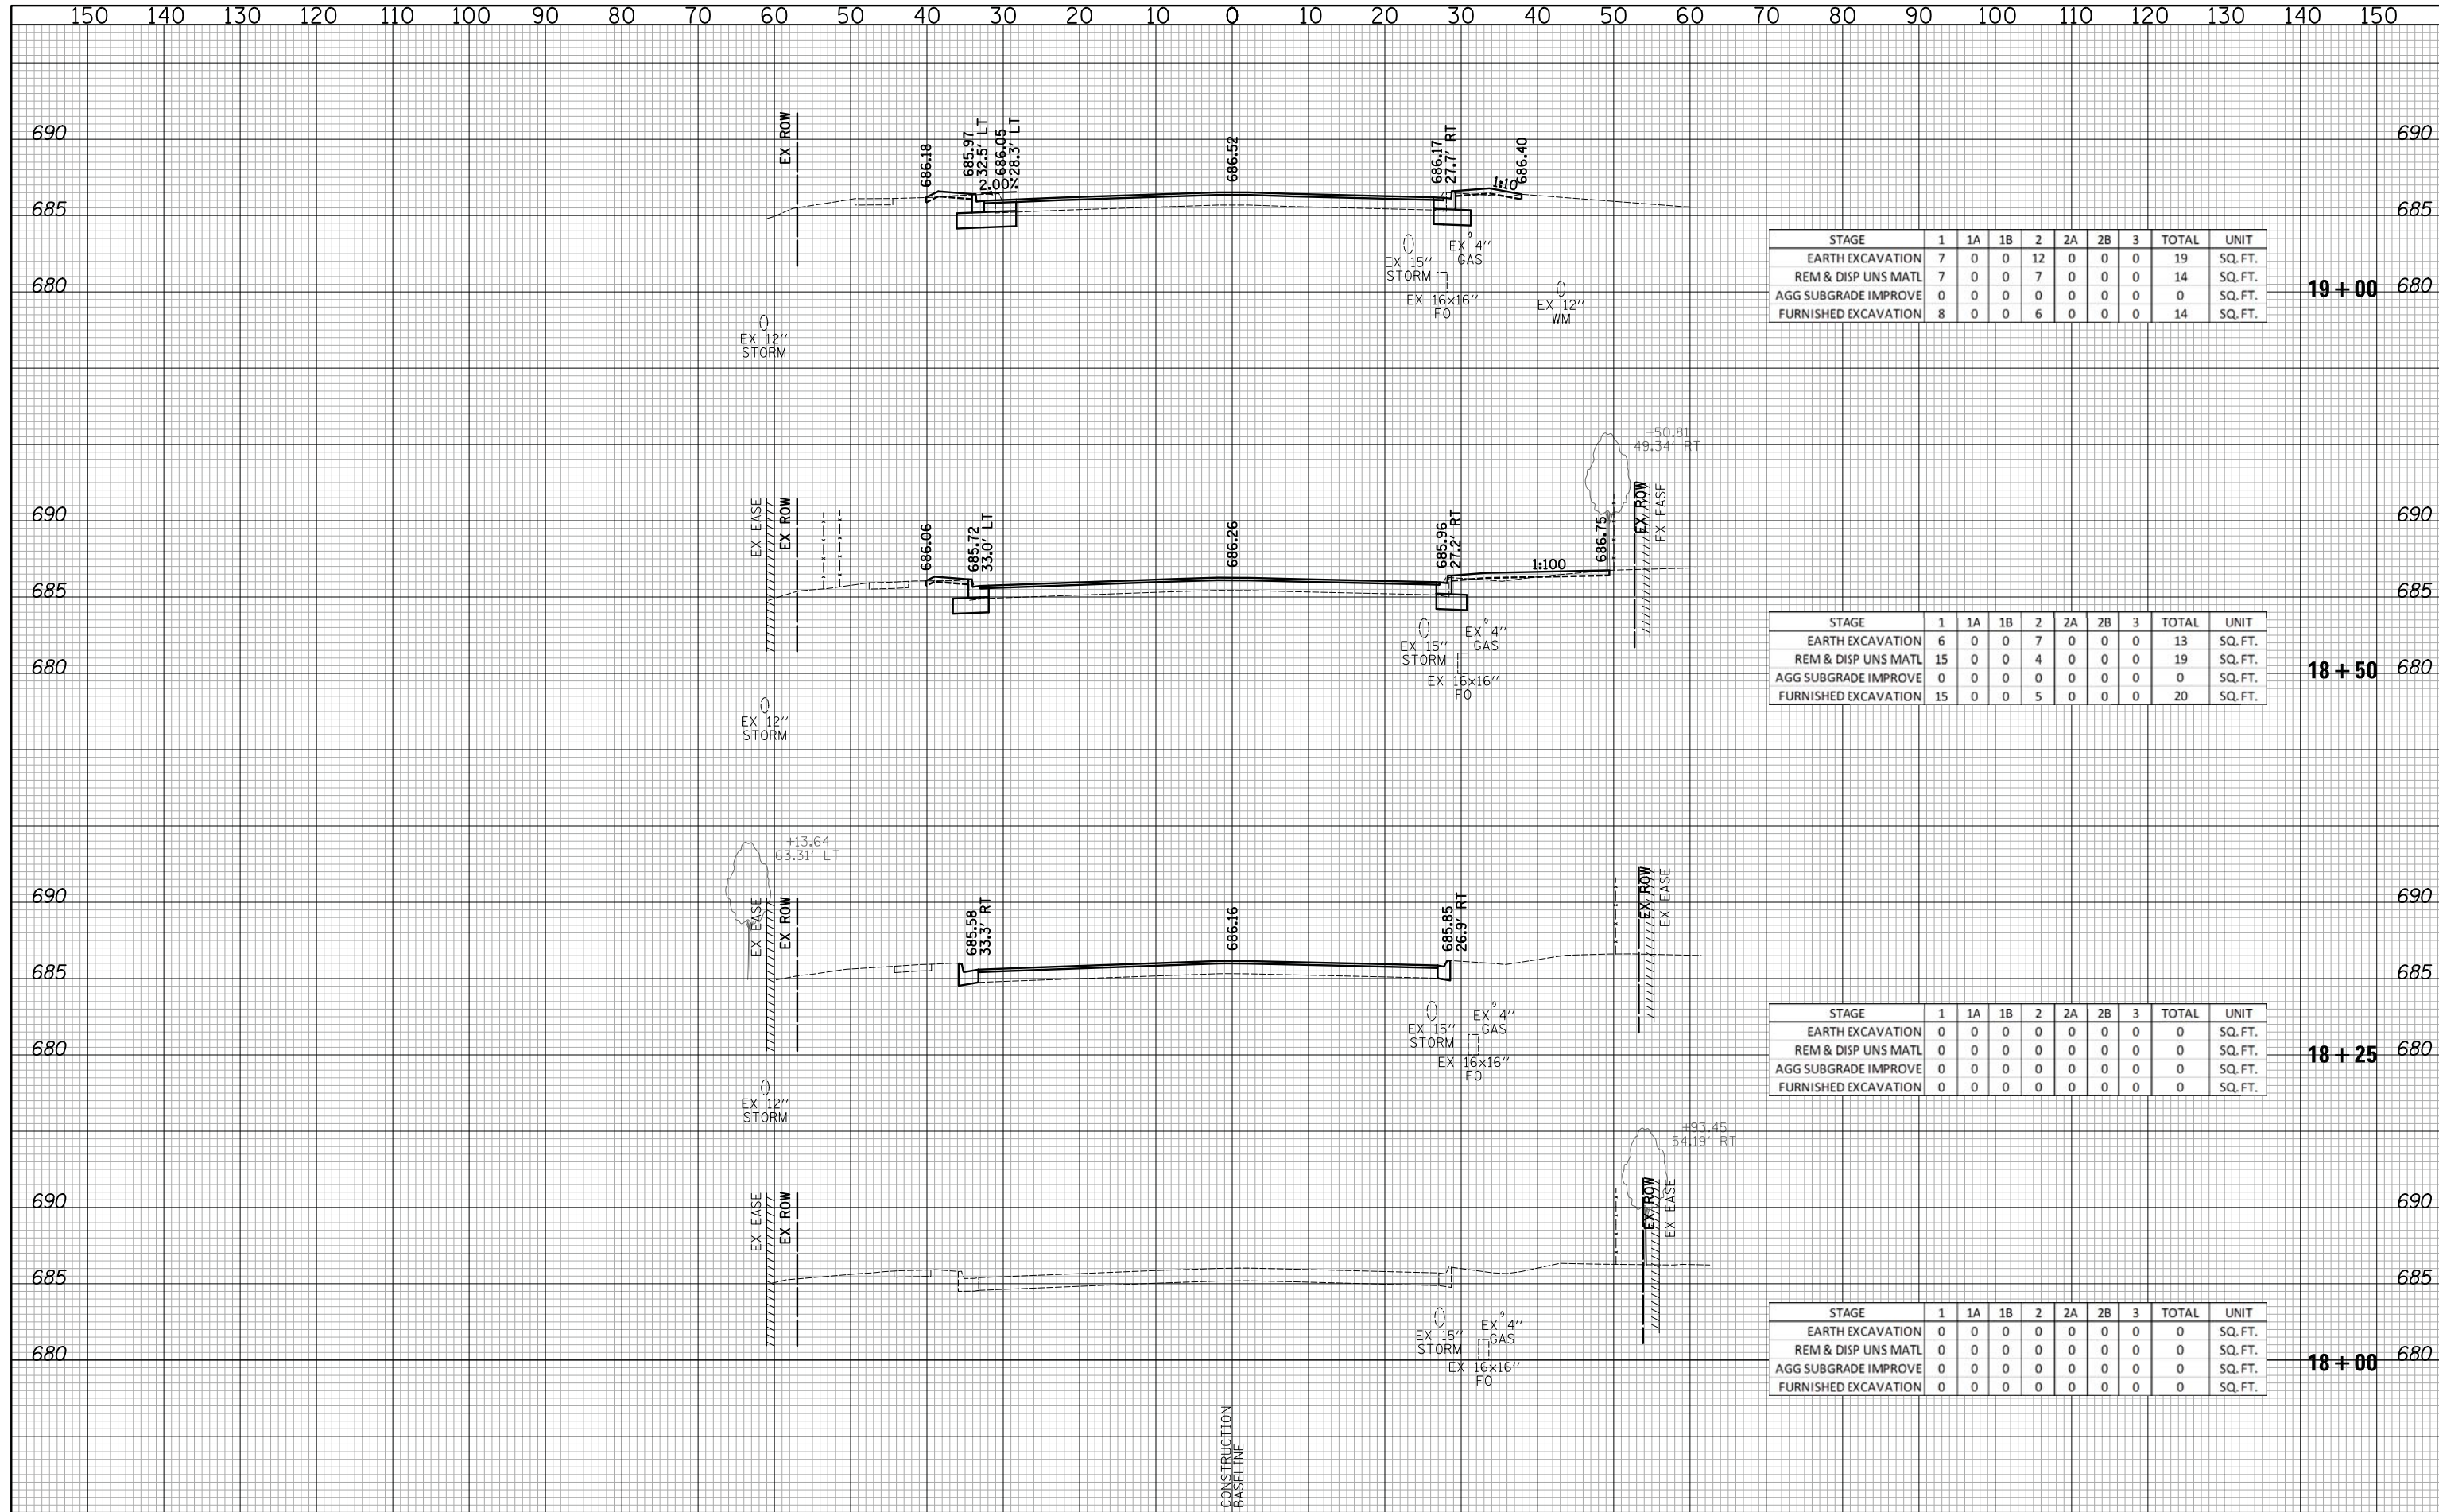 150 140 130 120 110 100 90 80 70 60 50 40 30 20 10 0 10 20 30 40 50 60 70 80 90 100 110 120 130 140 150
690 690
685 685
680 680
EX ROW
686.18
685.97
32.5' LT
686.05
28.3' LT
2.00%
686.52
686.17
27.7' RT
1:10
686.40
EX 15"
STORM
EX 4"
GAS
EX 16x16"
FO
EX 12"
WM
EX 12"
STORM
STAGE 1 1A 1B 2 2A 2B 3 TOTAL UNIT
EARTH EXCAVATION 7 0 0 12 0 0 0 19 SQ. FT.
REM & DISP UNS MATL 7 0 0 7 0 0 0 14 SQ. FT.
AGG SUBGRADE IMPROVE 0 0 0 0 0 0 0 0 SQ. FT.
FURNISHED EXCAVATION 8 0 0 6 0 0 0 14 SQ. FT.
19 + 00
690 690
685 685
680 680
EX EASE
EX ROW
686.06
685.72
33.0' LT
686.26
685.96
27.2' RT
1:100
686.75
+50.81
49.34' RT
EX ROW
EX EASE
EX 15"
STORM
EX 4"
GAS
EX 16x16"
FO
EX 12"
STORM
STAGE 1 1A 1B 2 2A 2B 3 TOTAL UNIT
EARTH EXCAVATION 6 0 0 7 0 0 0 13 SQ. FT.
REM & DISP UNS MATL 15 0 0 4 0 0 0 19 SQ. FT.
AGG SUBGRADE IMPROVE 0 0 0 0 0 0 0 0 SQ. FT.
FURNISHED EXCAVATION 15 0 0 5 0 0 0 20 SQ. FT.
18 + 50
690 690
685 685
680 680
+13.64
63.31' LT
EX EASE
EX ROW
685.58
33.3' RT
686.16
685.85
26.9' RT
EX ROW
EX EASE
EX 15"
STORM
EX 4"
GAS
EX 16x16"
FO
EX 12"
STORM
STAGE 1 1A 1B 2 2A 2B 3 TOTAL UNIT
EARTH EXCAVATION 0 0 0 0 0 0 0 0 SQ. FT.
REM & DISP UNS MATL 0 0 0 0 0 0 0 0 SQ. FT.
AGG SUBGRADE IMPROVE 0 0 0 0 0 0 0 0 SQ. FT.
FURNISHED EXCAVATION 0 0 0 0 0 0 0 0 SQ. FT.
18 + 25
690 690
685 685
680 680
EX EASE
EX ROW
+93.45
54.19' RT
EX ROW
EX EASE
EX 15"
STORM
EX 4"
GAS
EX 16x16"
FO
STAGE 1 1A 1B 2 2A 2B 3 TOTAL UNIT
EARTH EXCAVATION 0 0 0 0 0 0 0 0 SQ. FT.
REM & DISP UNS MATL 0 0 0 0 0 0 0 0 SQ. FT.
AGG SUBGRADE IMPROVE 0 0 0 0 0 0 0 0 SQ. FT.
FURNISHED EXCAVATION 0 0 0 0 0 0 0 0 SQ. FT.
18 + 00
CONSTRUCTION
BASELINE